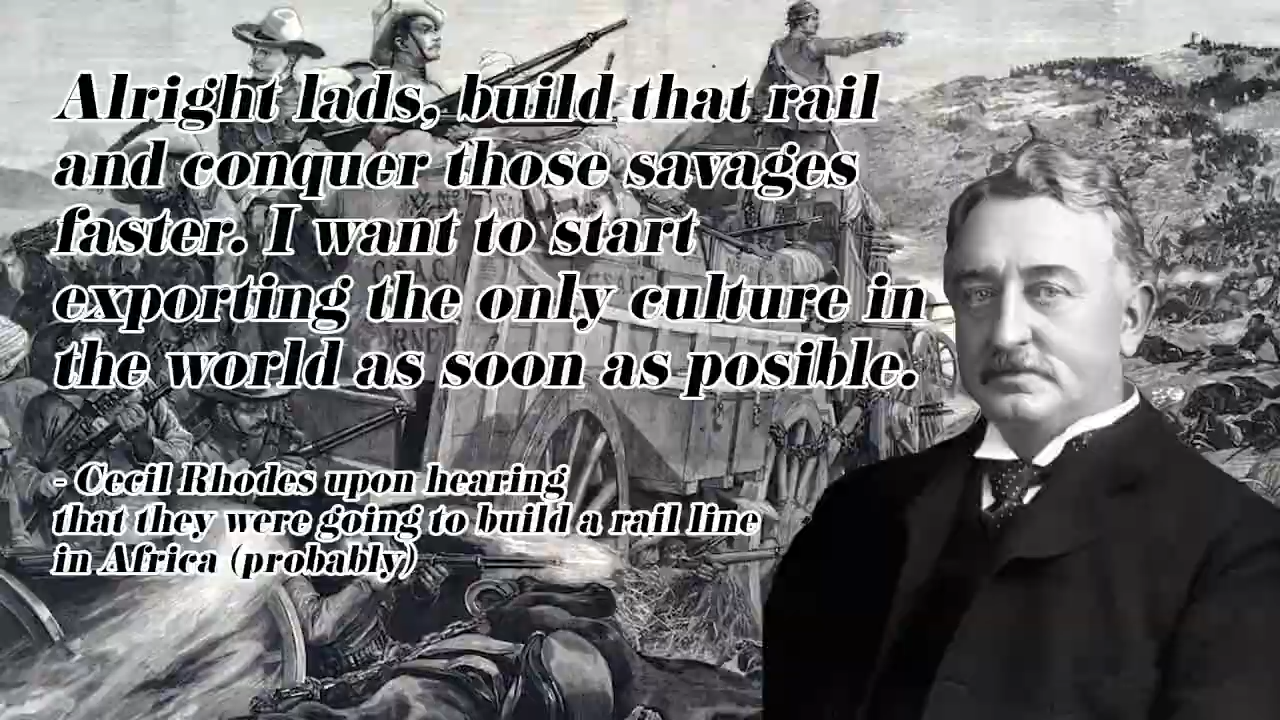 Alright lads, build that rail
and conquer those savages
faster. I want to start
exporting the only culture in
the world as soon as posible.
- Cecil Rhodes upon hearing
that they were going to build a rail line
in Africa (probably)